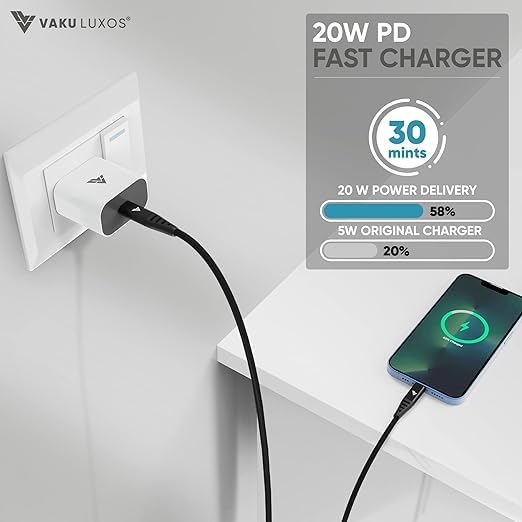 VAKU LUXOS®
20W PD
FAST CHARGER
30
mints
20 W POWER DELIVERY
58%
5W ORIGINAL CHARGER
20%